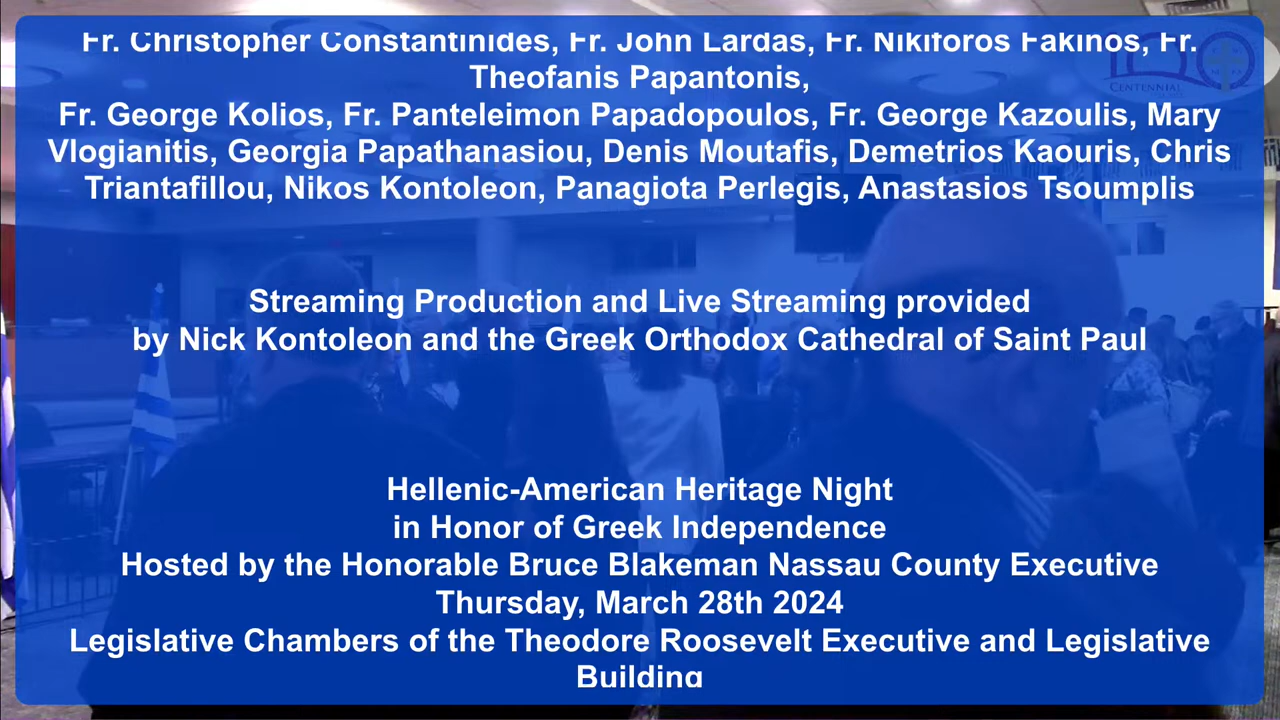 Fr. Christopher Constantinides, Fr. John Lardas, Fr. Nikiforos Fakinos, Fr.
Theofanis Papantonis,
Fr. George Kolios, Fr. Panteleimon Papadopoulos, Fr. George Kazoulis, Mary
Vlogianitis, Georgia Papathanasiou, Denis Moutafis, Demetrios Kaouris, Chris
Triantafillou, Nikos Kontoleon, Panagiota Perlegis, Anastasios Tsoumplis
Streaming Production and Live Streaming provided
by Nick Kontoleon and the Greek Orthodox Cathedral of Saint Paul
Hellenic-American Heritage Night
in Honor of Greek Independence
Hosted by the Honorable Bruce Blakeman Nassau County Executive
Thursday, March 28th 2024
Legislative Chambers of the Theodore Roosevelt Executive and Legislative
Building
CENTENNIAL